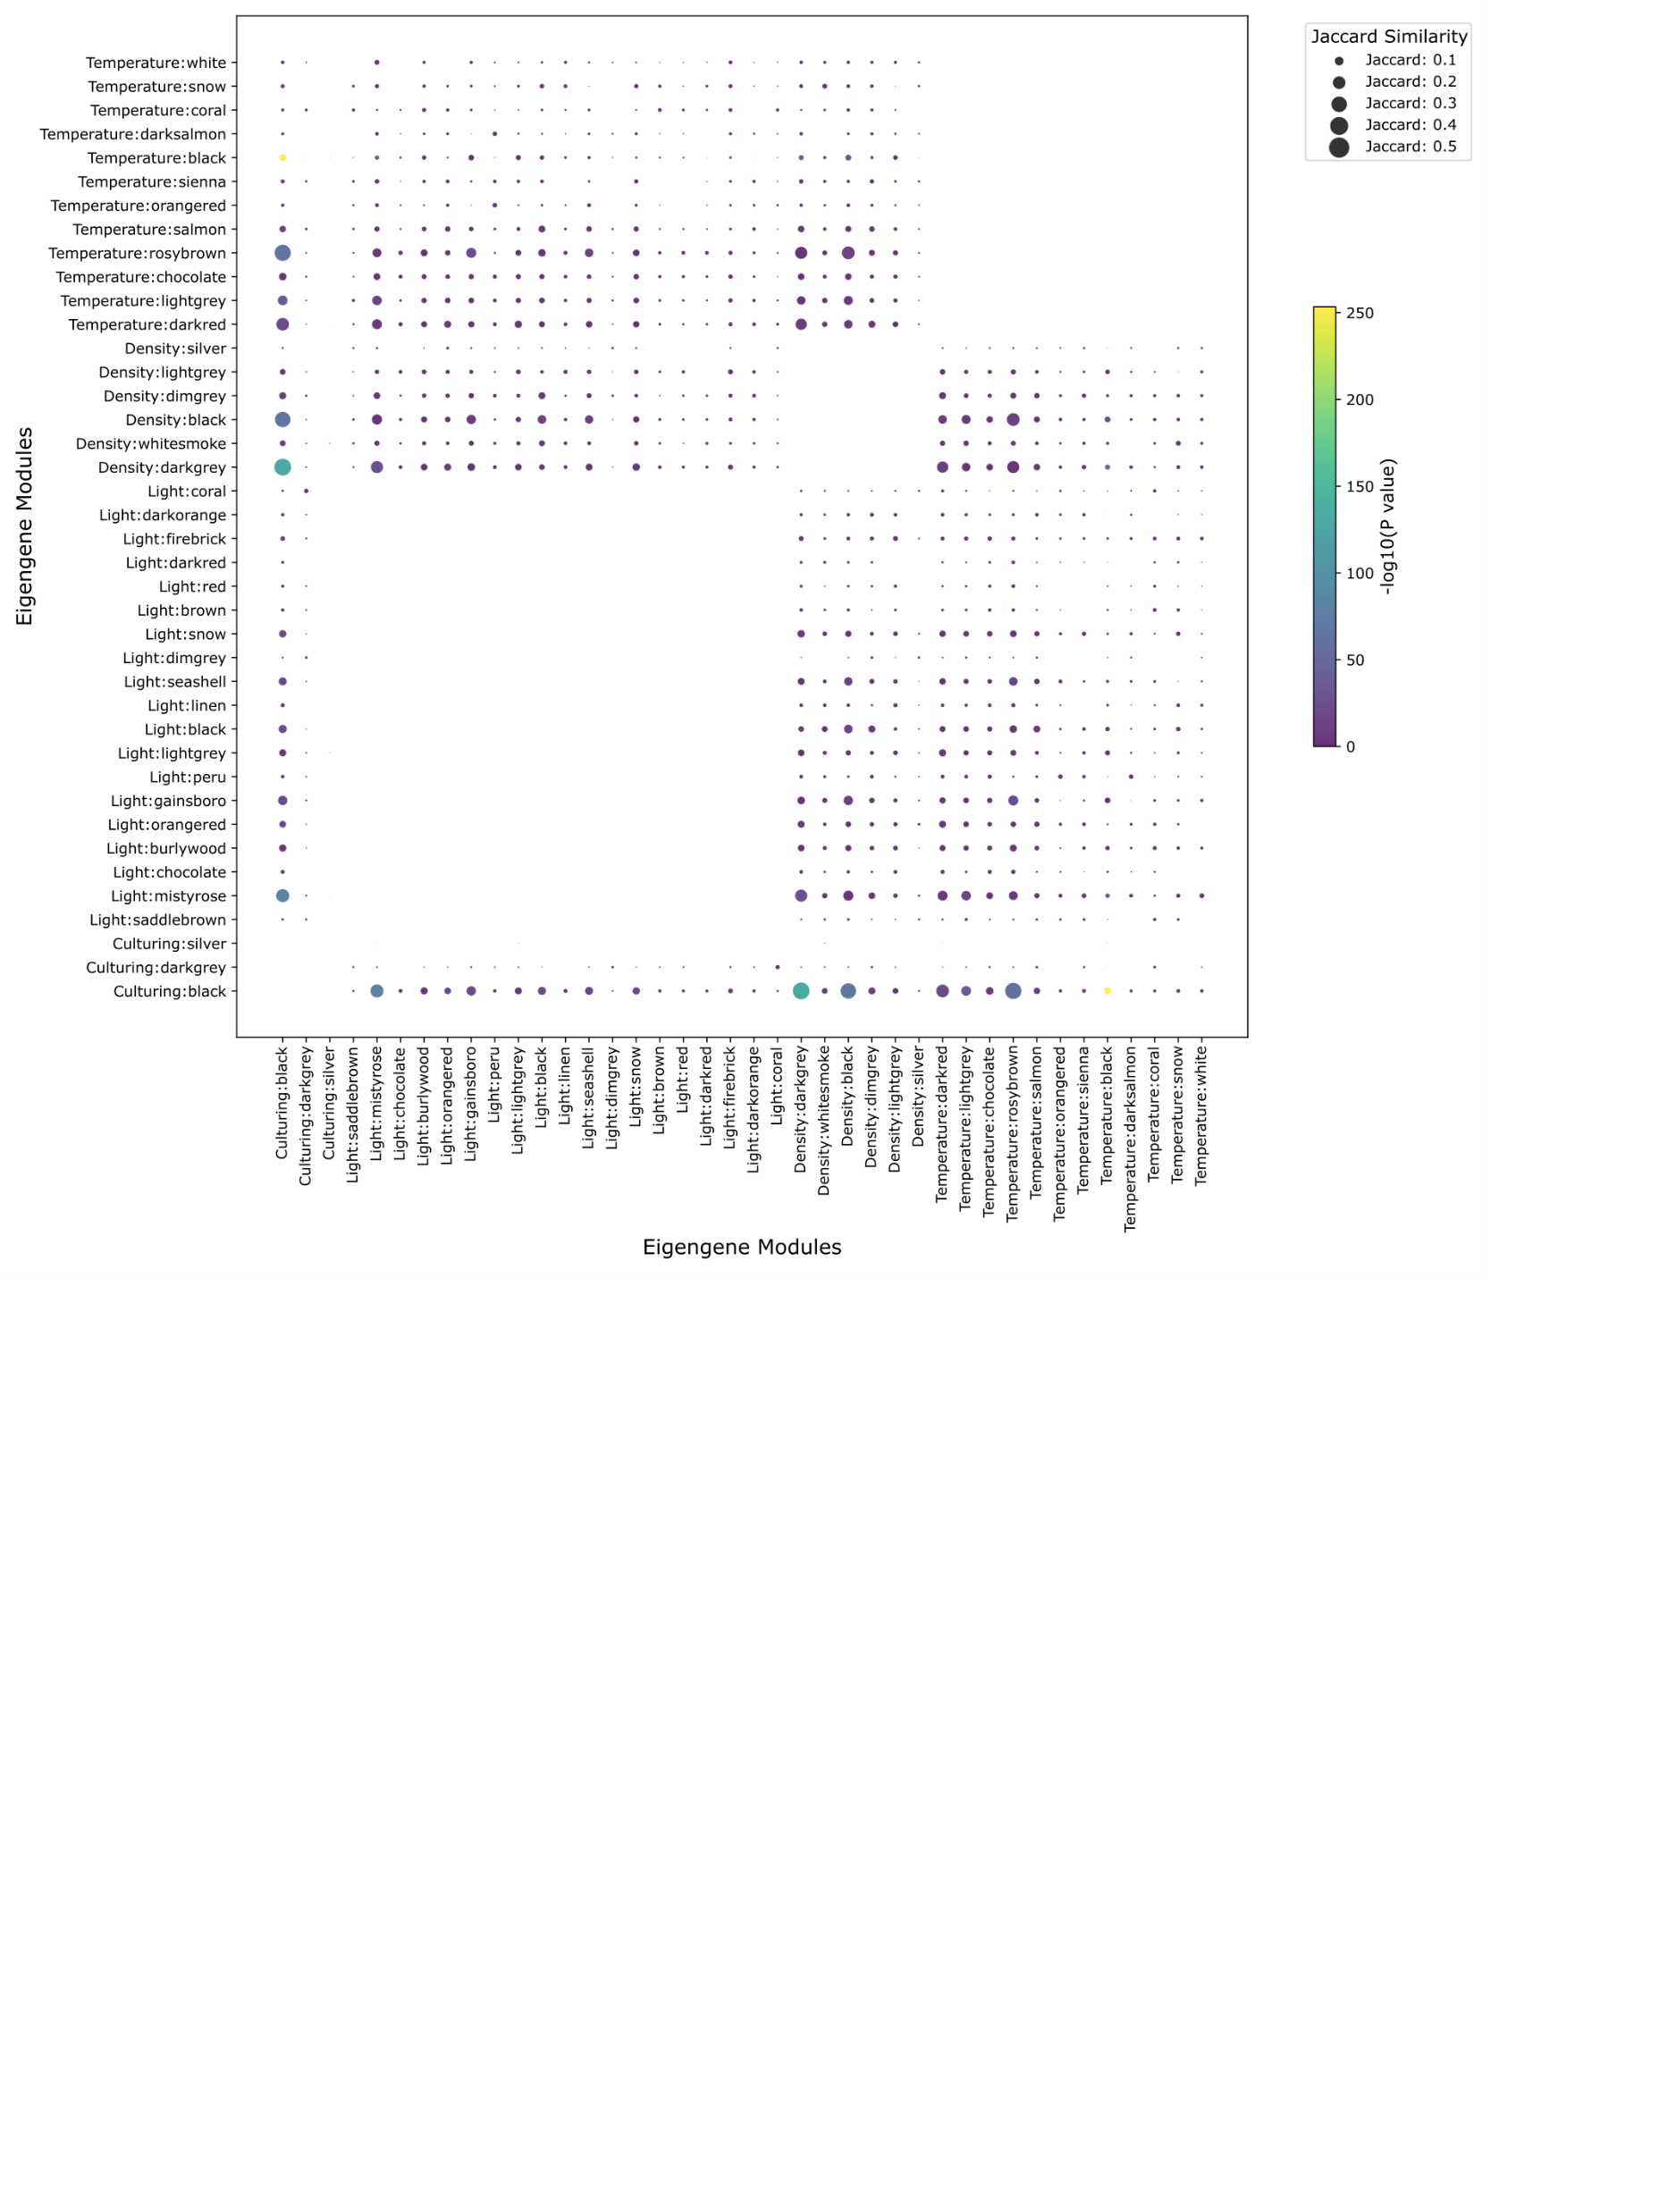 Jaccard Similarity
Jaccard: 0.1
Jaccard: 0.2
Jaccard: 0.3
Jaccard: 0.4
Jaccard: 0.5
Eigengene Modules
Temperature:white
Temperature:snow
Temperature:coral
Temperature:darksalmon
Temperature:black
Temperature:sienna
Temperature:orangered
Temperature:salmon
Temperature:rosybrown
Temperature:chocolate
Temperature:lightgrey
Temperature:darkred
Density:silver
Density:lightgrey
Density:dimgrey
Density:black
Density:whitesmoke
Density:darkgrey
Light:coral
Light:darkorange
Light:firebrick
Light:darkred
Light:red
Light:brown
Light:snow
Light:dimgrey
Light:seashell
Light:linen
Light:black
Light:lightgrey
Light:peru
Light:gainsboro
Light:orangered
Light:burlywood
Light:chocolate
Light:mistyrose
Light:saddlebrown
Culturing:silver
Culturing:darkgrey
Culturing:black
250
200
150
100
50
0
-log10(P value)
Culturing:black
Culturing:darkgrey
Culturing:silver
Light:saddlebrown
Light:mistyrose
Light:chocolate
Light:burlywood
Light:orangered
Light:gainsboro
Light:peru
Light:lightgrey
Light:black
Light:linen
Light:seashell
Light:dimgrey
Light:snow
Light:brown
Light:red
Light:darkred
Light:firebrick
Light:darkorange
Light:coral
Density:darkgrey
Density:whitesmoke
Density:black
Density:dimgrey
Density:lightgrey
Density:silver
Temperature:darkred
Temperature:lightgrey
Temperature:chocolate
Temperature:rosybrown
Temperature:salmon
Temperature:orangered
Temperature:sienna
Temperature:black
Temperature:darksalmon
Temperature:coral
Temperature:snow
Temperature:white
Eigengene Modules